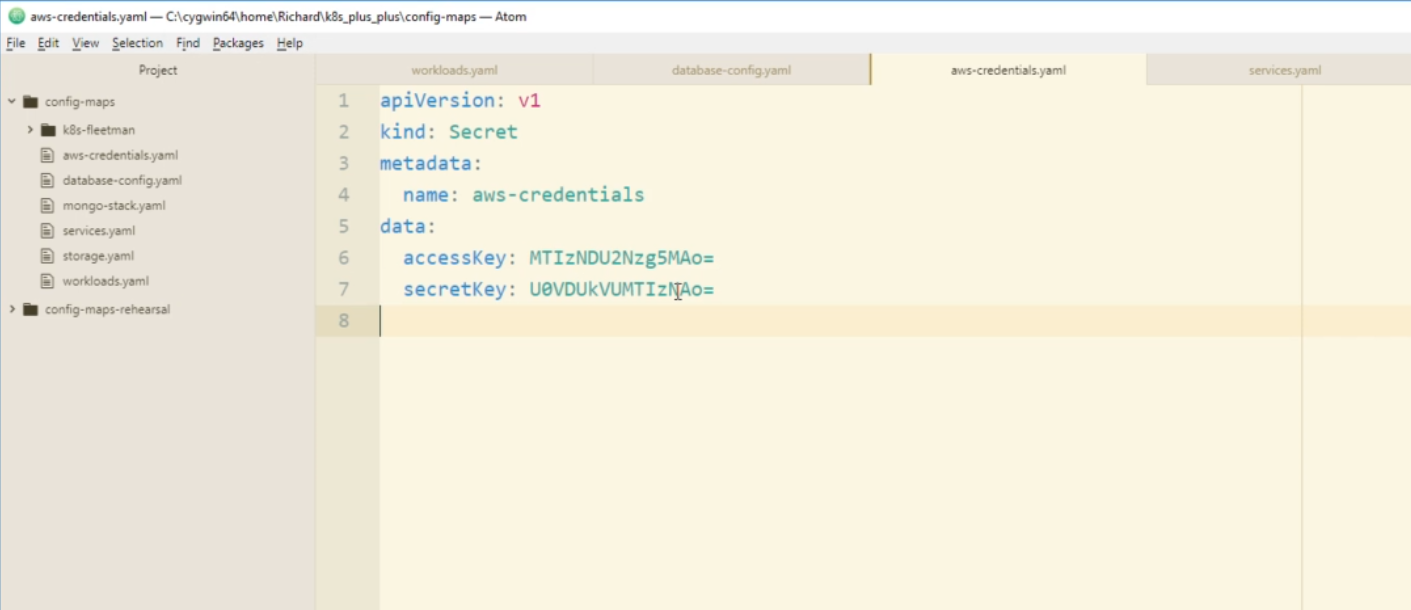 aws-credentials.yaml — C:\cygwin64\home\Richard\k8s_plus_plus\config-maps — Atom
File Edit View Selection Find Packages Help
Project
config-maps
k8s-fleetman
aws-credentials.yaml
database-config.yaml
mongo-stack.yaml
services.yaml
storage.yaml
workloads.yaml
config-maps-rehearsal
workloads.yaml database-config.yaml aws-credentials.yaml services.yaml
1 apiVersion: v1
2 kind: Secret
3 metadata:
4   name: aws-credentials
5 data:
6   accessKey: MTIzNDU2Nzg5MAo=
7   secretKey: U0VDUkVUMTIzNAo=
8